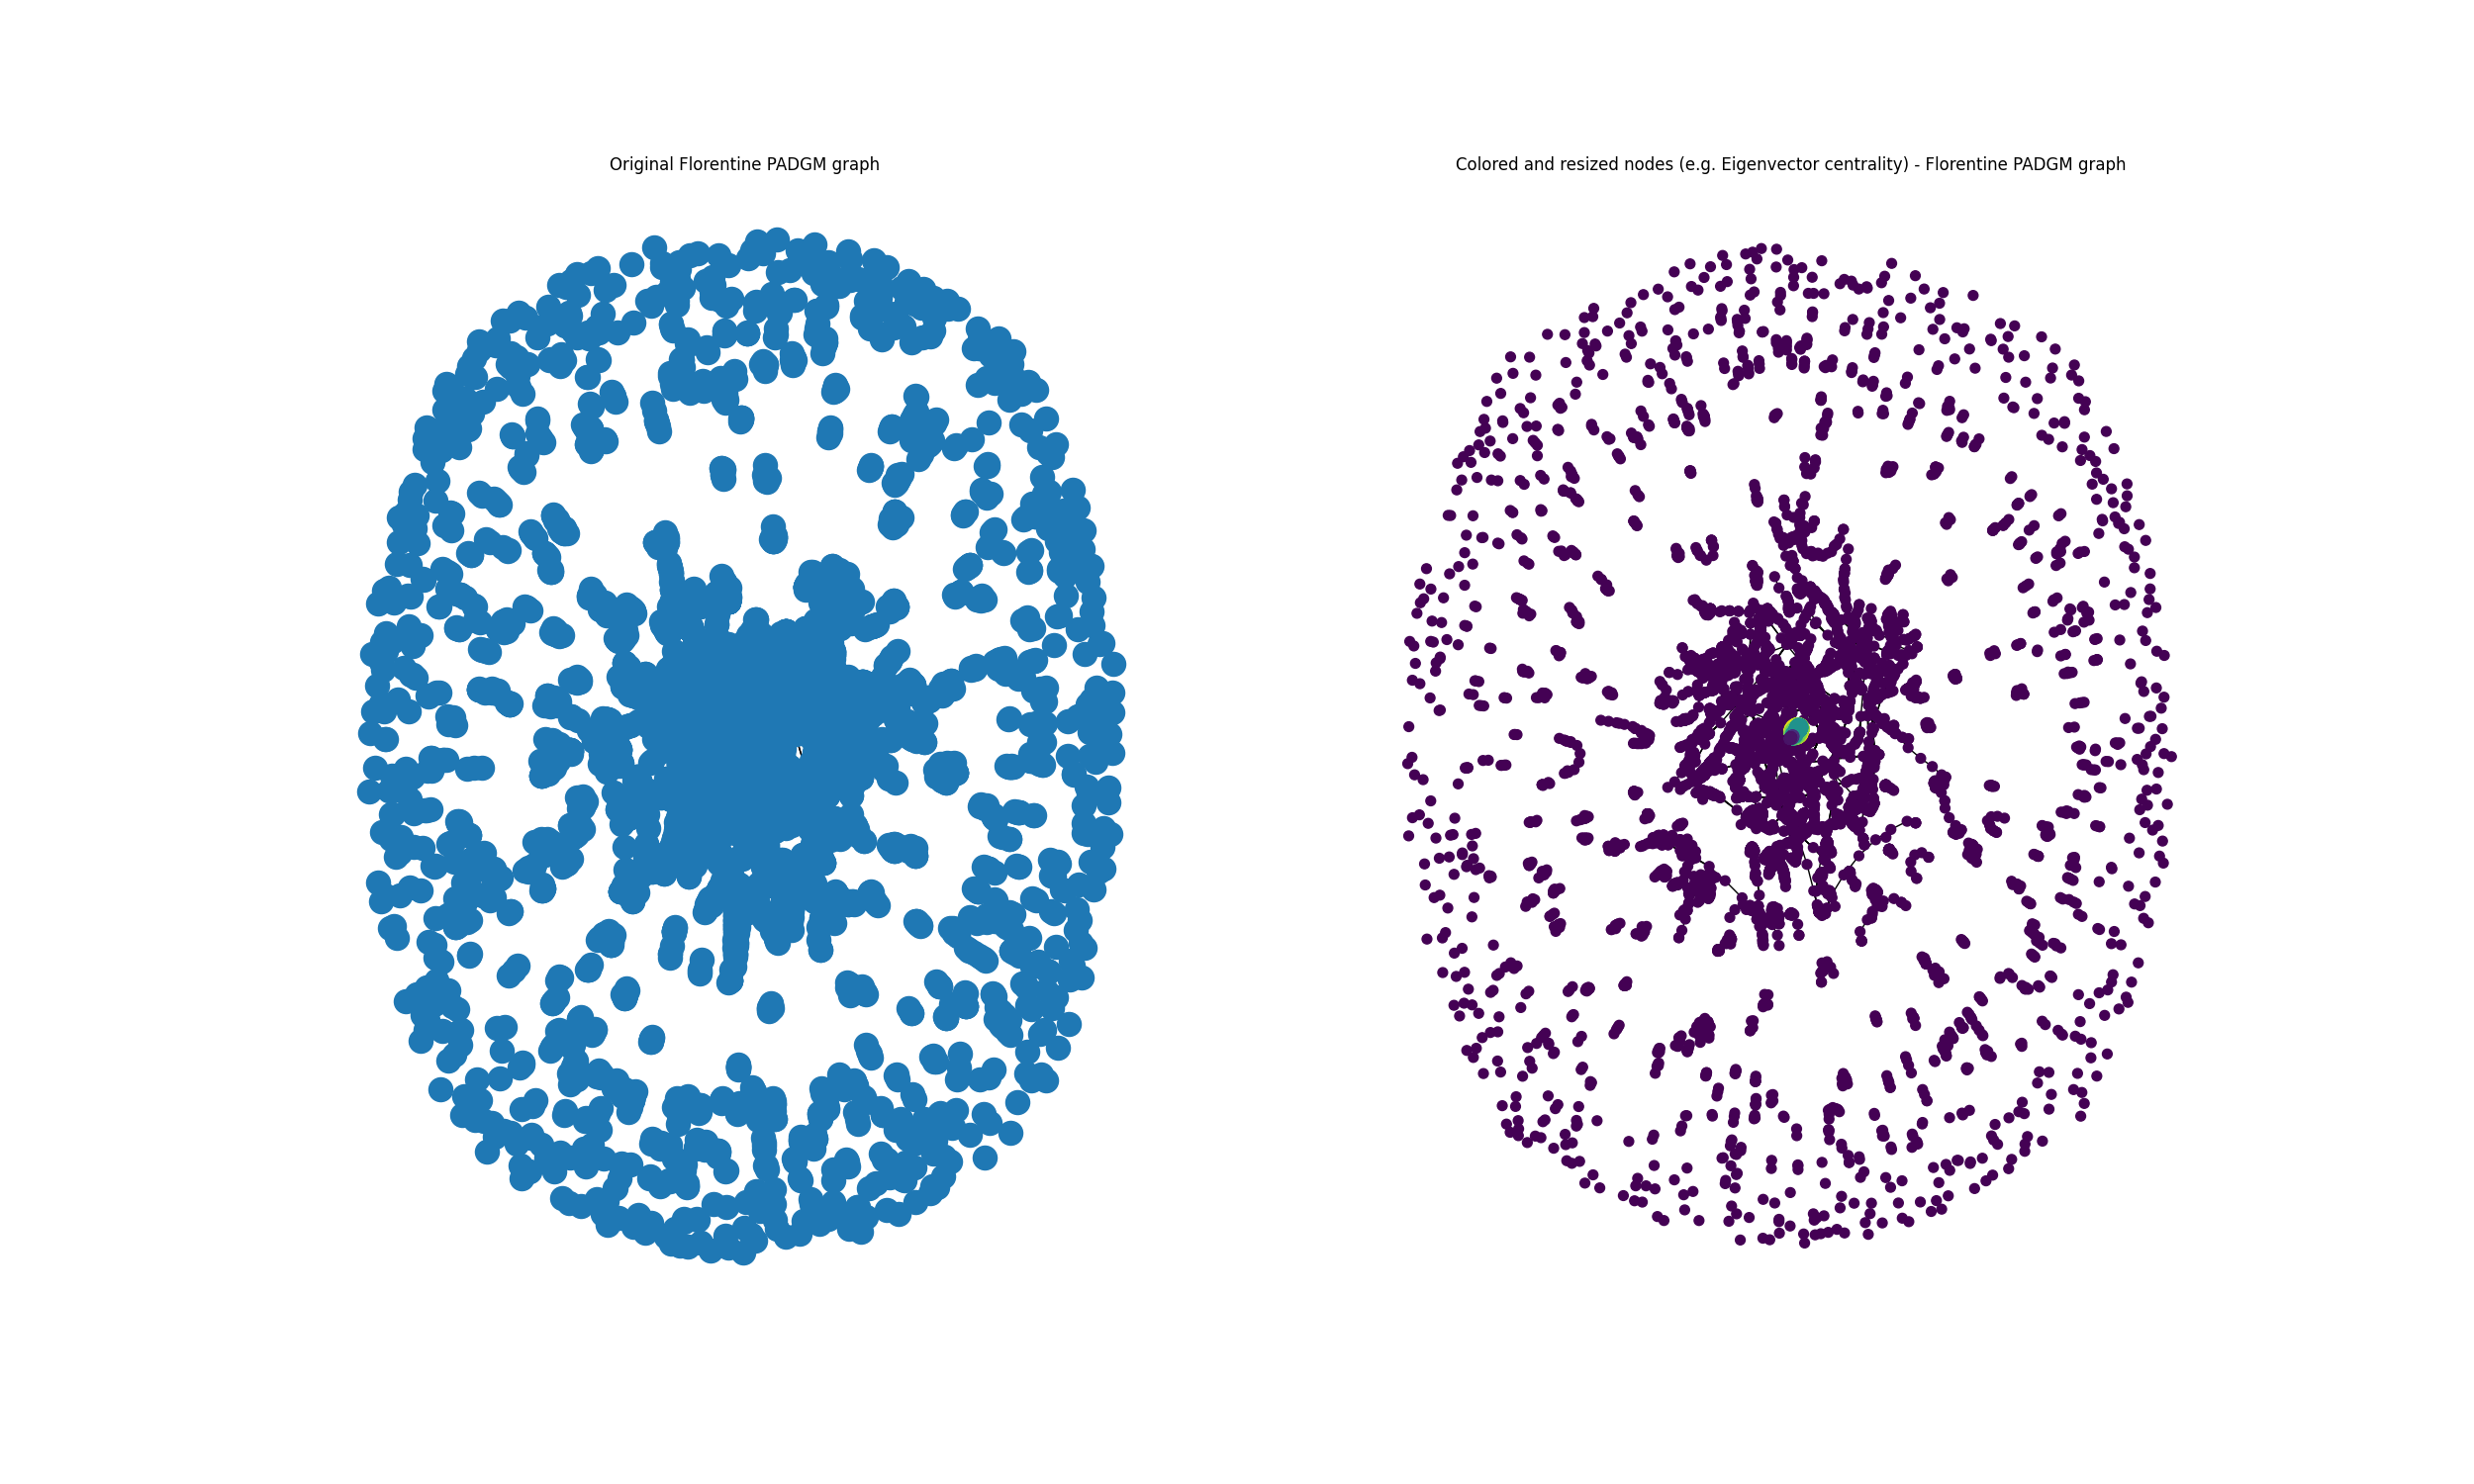 Original Florentine PADGM graph
Colored and resized nodes (e.g. Eigenvector centrality) - Florentine PADGM graph